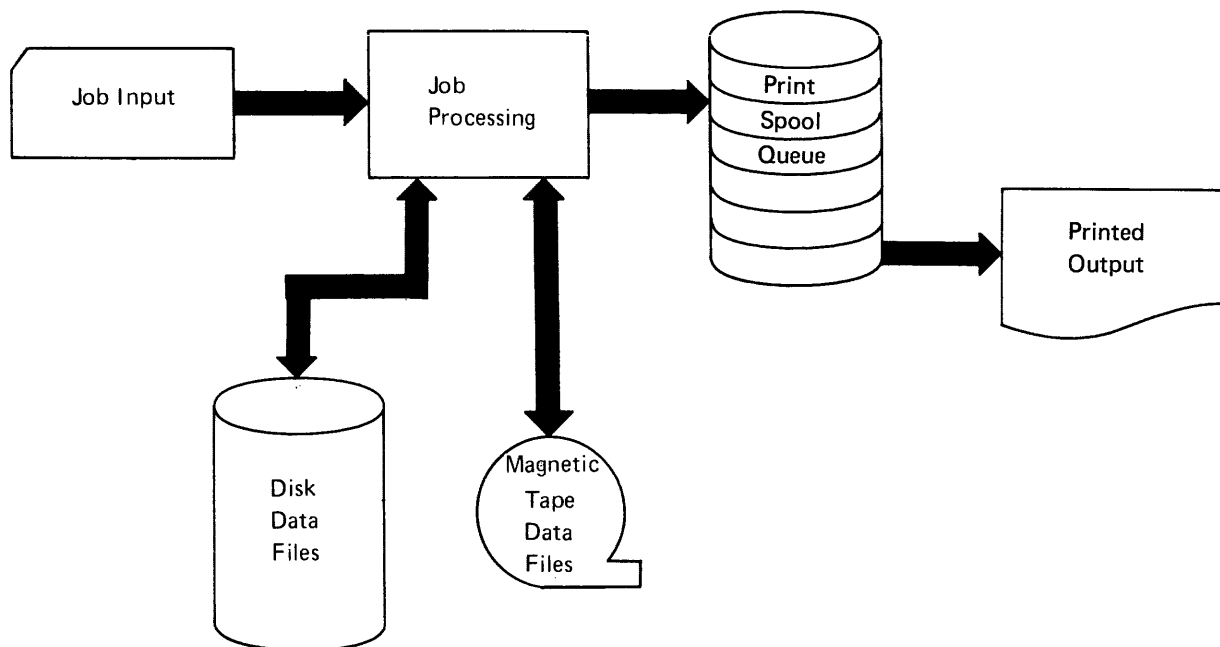 Job Input
Job
Processing
Print
Spool
Queue
Printed
Output
Disk
Data
Files
Magnetic
Tape
Data
Files